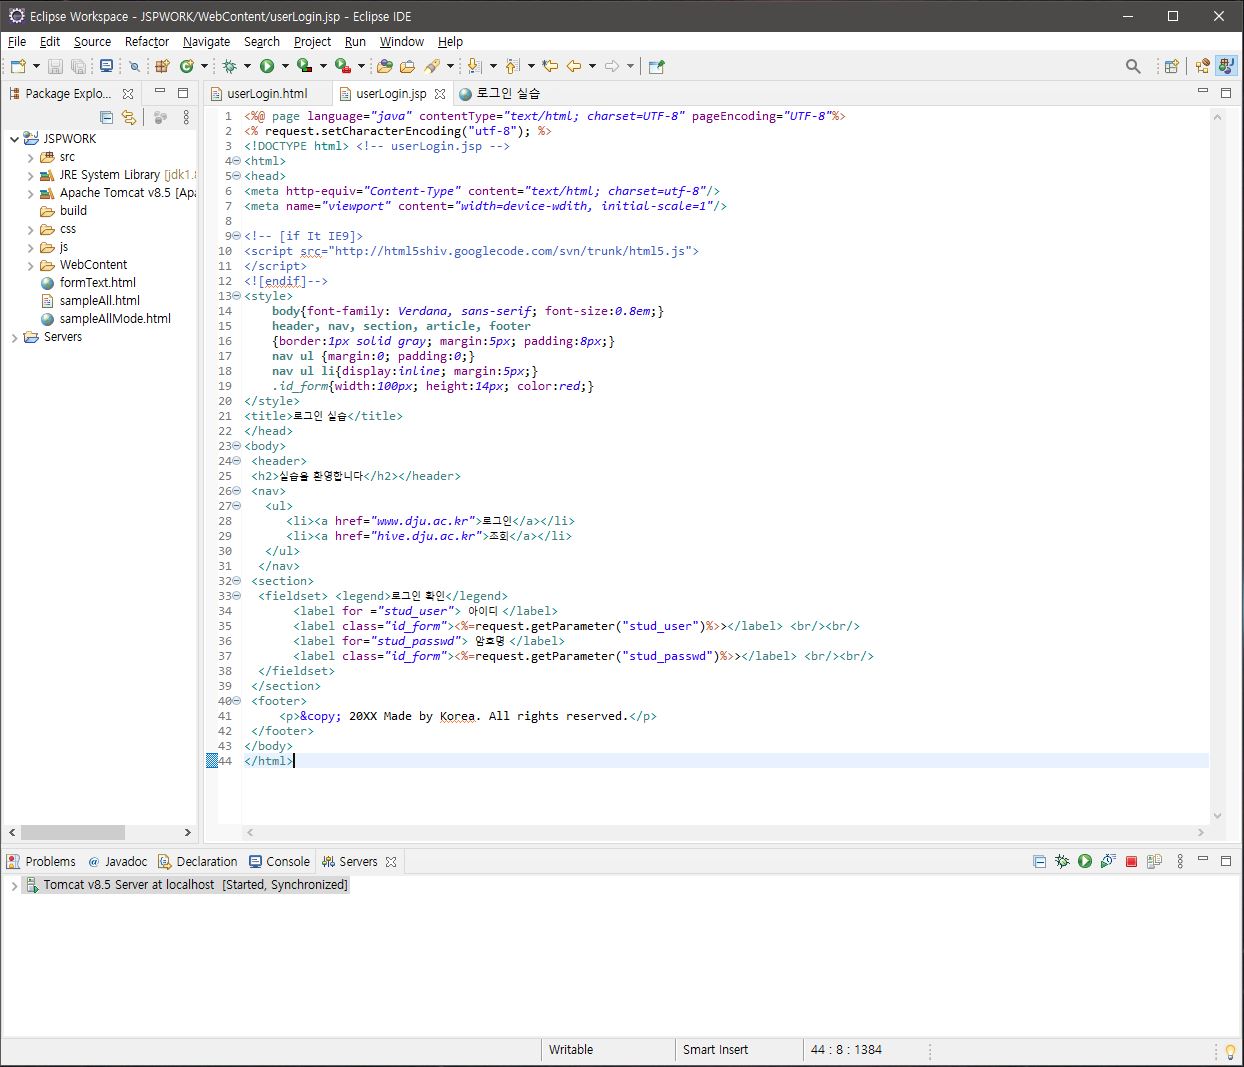 Eclipse Workspace - JSPWORK/WebContent/userLogin.jsp - Eclipse IDE
File Edit Source Refactor Navigate Search Project Run Window Help
Package Explo...
userLogin.html userLogin.jsp 로그인 실습
JSPWORK
src
JRE System Library [jdk1.8
Apache Tomcat v8.5 [Apa
build
css
js
WebContent
formText.html
sampleAll.html
sampleAllMode.html
Servers
1 <%@ page language="java" contentType="text/html; charset=UTF-8" pageEncoding="UTF-8"%>
2 <% request.setCharacterEncoding("utf-8"); %>
3 <!DOCTYPE html> <!-- userLogin.jsp -->
4 <html>
5 <head>
6 <meta http-equiv="Content-Type" content="text/html; charset=utf-8"/>
7 <meta name="viewport" content="width=device-wdith, initial-scale=1"/>
8
9 <!-- [if It IE9]>
10 <script src="http://html5shiv.googlecode.com/svn/trunk/html5.js">
11 </script>
12 <![endif]-->
13 <style>
14 body{font-family: Verdana, sans-serif; font-size:0.8em;}
15 header, nav, section, article, footer
16 {border:1px solid gray; margin:5px; padding:8px;}
17 nav ul {margin:0; padding:0;}
18 nav ul li{display:inline; margin:5px;}
19 .id_form{width:100px; height:14px; color:red;}
20 </style>
21 <title>로그인 실습</title>
22 </head>
23 <body>
24 <header>
25 <h2>실습을 환영합니다</h2></header>
26 <nav>
27 <ul>
28 <li><a href="www.dju.ac.kr">로그인</a></li>
29 <li><a href="hive.dju.ac.kr">조회</a></li>
30 </ul>
31 </nav>
32 <section>
33 <fieldset> <legend>로그인 확인</legend>
34 <label for ="stud_user"> 아이디 </label>
35 <label class="id_form"><%=request.getParameter("stud_user")%>></label> <br/><br/>
36 <label for="stud_passwd"> 암호명 </label>
37 <label class="id_form"><%=request.getParameter("stud_passwd")%>></label> <br/><br/>
38 </fieldset>
39 </section>
40 <footer>
41 <p>&copy; 20XX Made by Korea. All rights reserved.</p>
42 </footer>
43 </body>
44 </html>
Problems @ Javadoc Declaration Console Servers
Tomcat v8.5 Server at localhost [Started, Synchronized]
Writable Smart Insert 44 : 8 : 1384